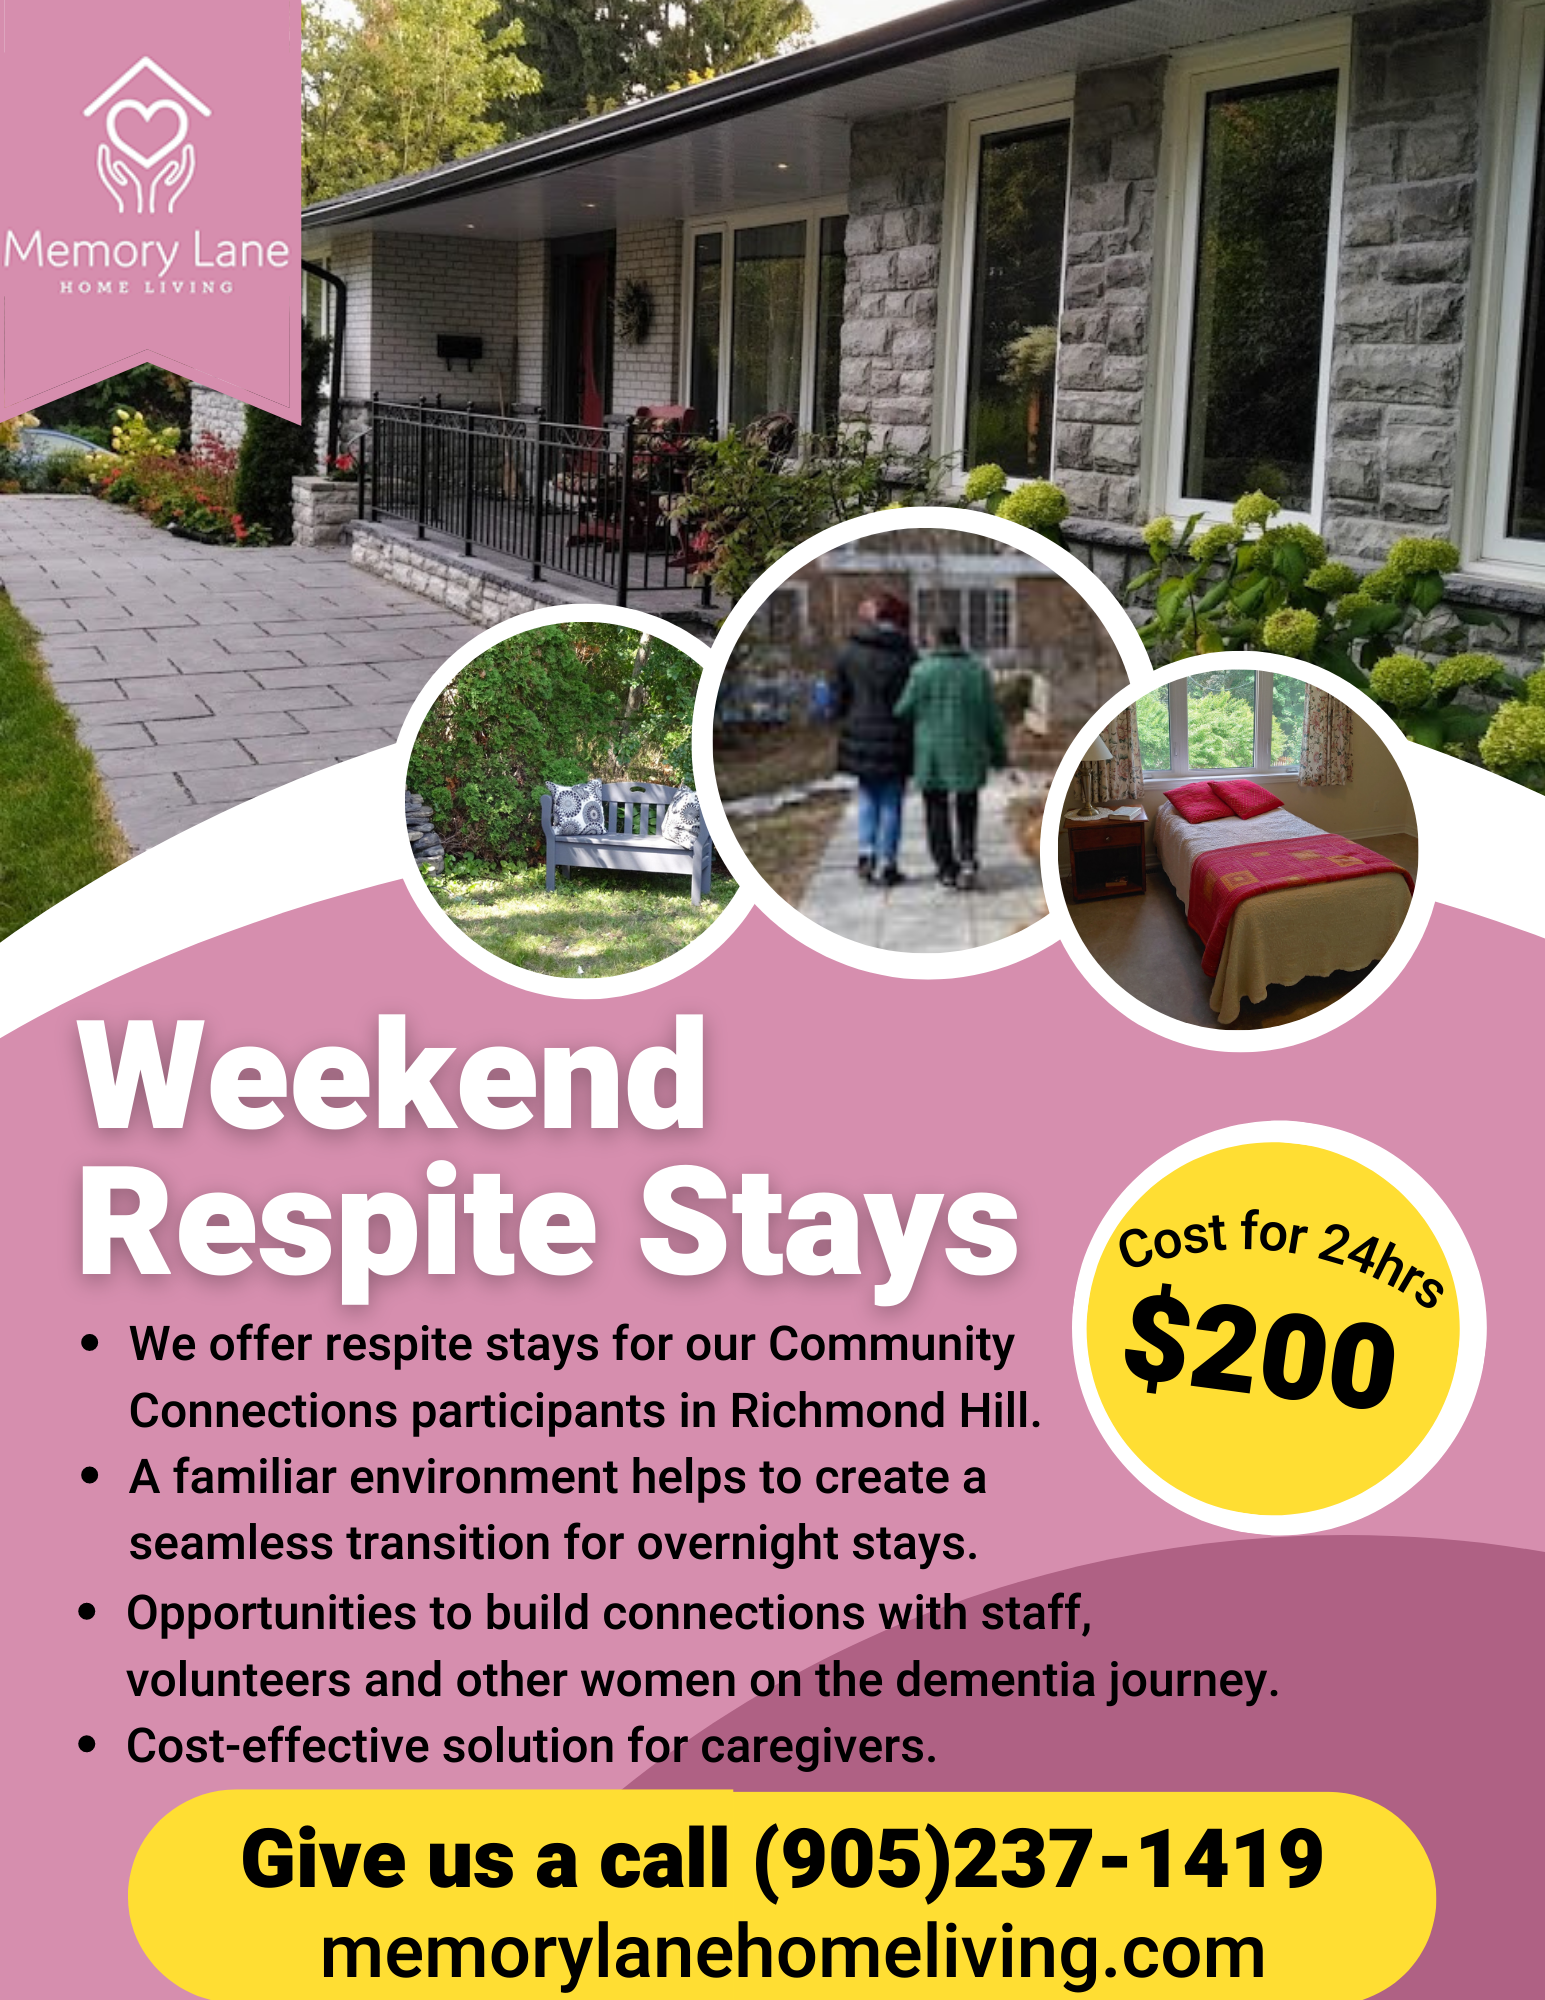 Memory Lane
HOME LIVING
Weekend
Respite Stays
Cost for 24hrs
$200
• We offer respite stays for our Community
Connections participants in Richmond Hill.
• A familiar environment helps to create a
seamless transition for overnight stays.
• Opportunities to build connections with staff,
volunteers and other women on the dementia journey.
• Cost-effective solution for caregivers.
Give us a call (905)237-1419
memorylanehomeliving.com